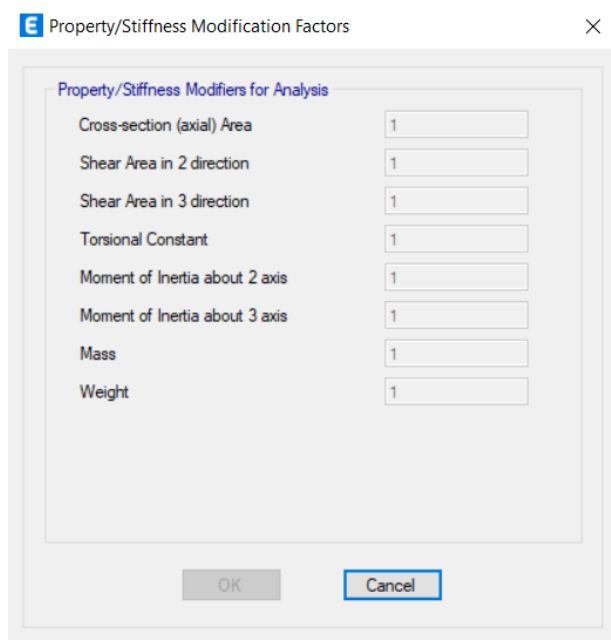 E Property/Stiffness Modification Factors
Property/Stiffness Modifiers for Analysis
Cross-section (axial) Area 1
Shear Area in 2 direction 1
Shear Area in 3 direction 1
Torsional Constant 1
Moment of Inertia about 2 axis 1
Moment of Inertia about 3 axis 1
Mass 1
Weight 1
OK Cancel